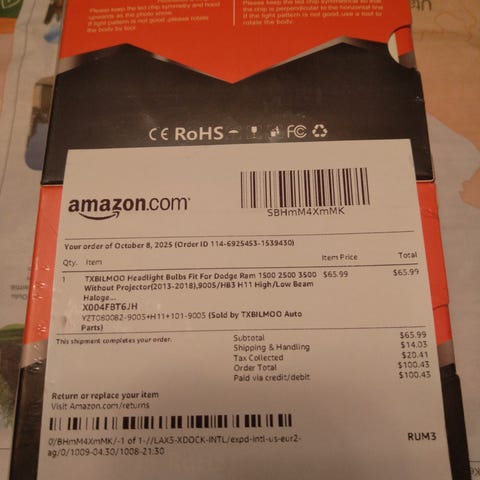 Please keep the led chip symmetry and hood
upwards as the photo show.
If light pattern is not good, please rotate
the body by tool.
Please keep the led chip symmetrical so that
the chip is perpendicular to the horizontal line
If the light pattern is not good, use a tool to
rotate the body.
CE RoHS FC
amazon.com
SBHmM4XmMK
Your order of October 8, 2025 (Order ID 114-6925453-1539430)
Qty. Item Item Price Total
1 TXBILMOO Headlight Bulbs Fit For Dodge Ram 1500 2500 3500 $65.99 $65.99
Without Projector(2013-2018),9005/HB3 H11 High/Low Beam
Haloge...
X004FBT6JH
YZT080082-9005+H11+101-9005 (Sold by TXBILMOO Auto
Parts)
This shipment completes your order.
Subtotal $65.99
Shipping & Handling $14.03
Tax Collected $20.41
Order Total $100.43
Paid via credit/debit $100.43
Return or replace your item
Visit Amazon.com/returns
0/BHmM4XmMK/-1 of 1-//LAX5-XDOCK-INTL/expd-intl-us-eur2-
ag/0/1009-04:30/1008-21:30
RUM3